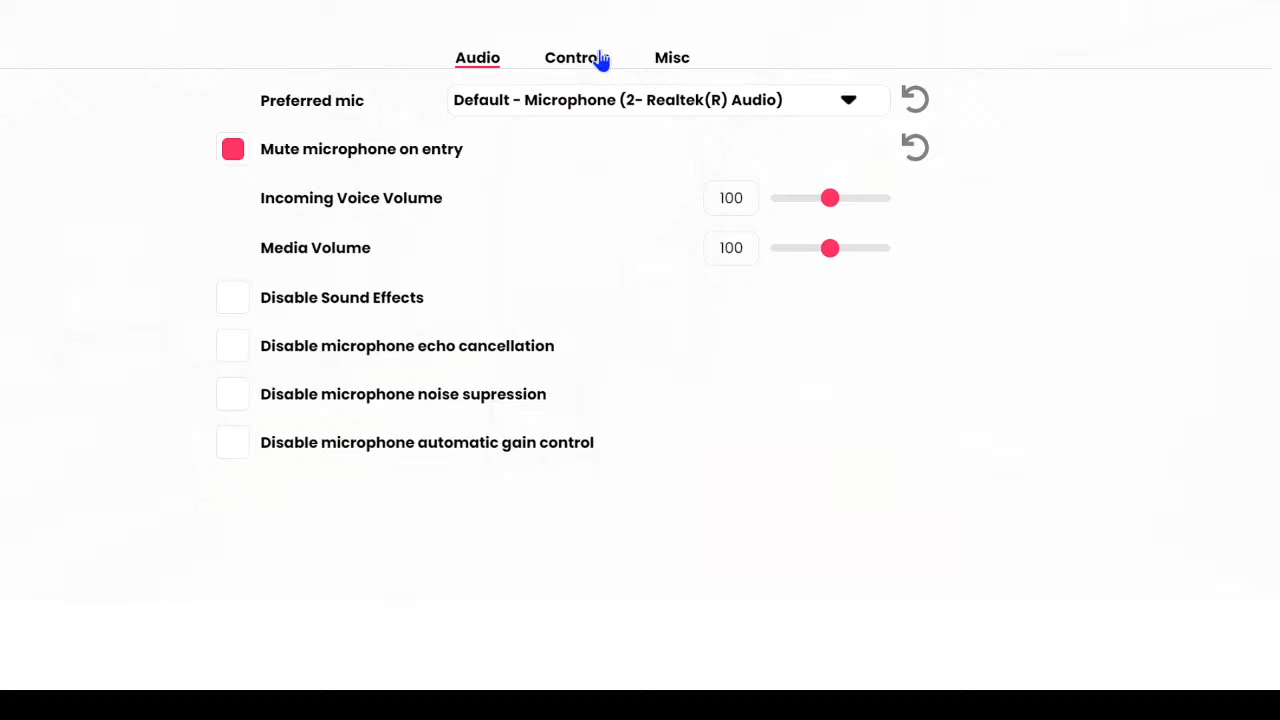 Audio Controls Misc
Preferred mic Default - Microphone (2- Realtek(R) Audio)
Mute microphone on entry
Incoming Voice Volume 100
Media Volume 100
Disable Sound Effects
Disable microphone echo cancellation
Disable microphone noise supression
Disable microphone automatic gain control